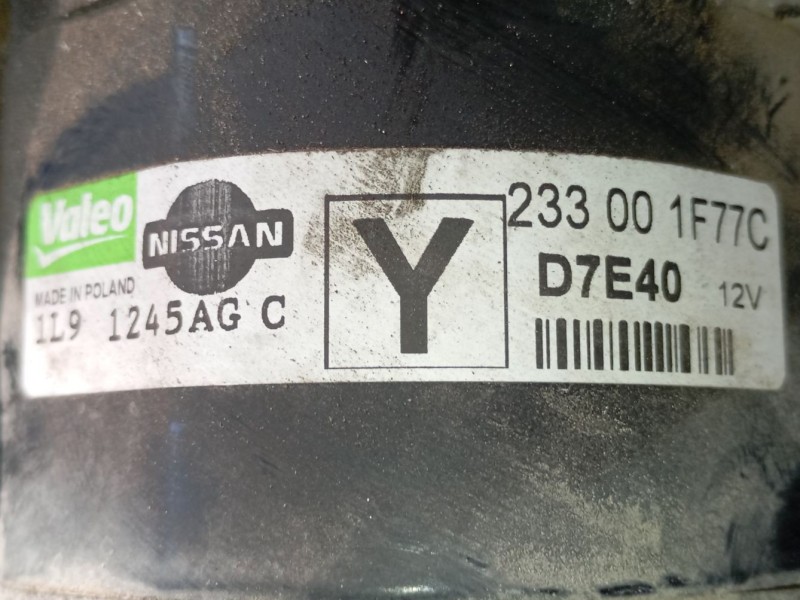 Valeo
NISSAN
MADE IN POLAND
1L9 1245AG C
Y
233 00 1F77C
D7E40 12V